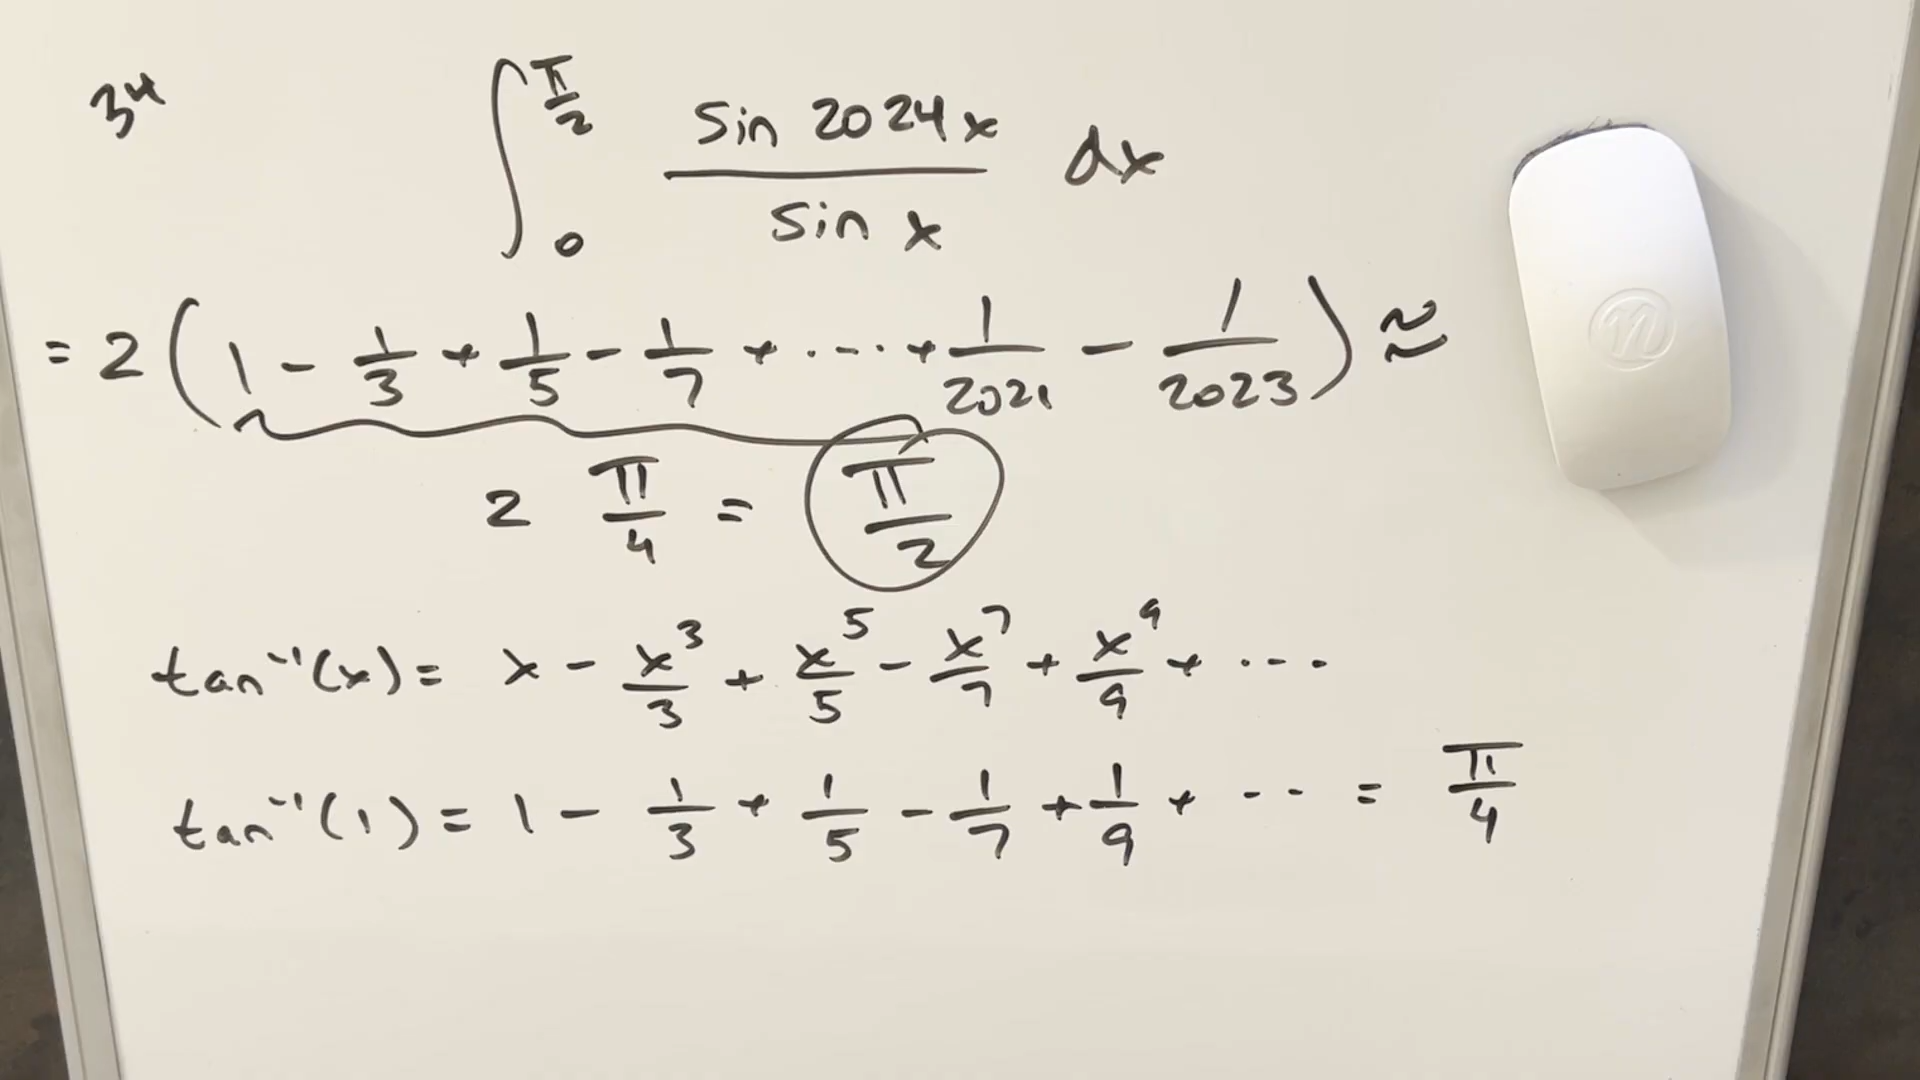 3⁴
∫₀^(π/2) (sin 2024x)/(sin x) dx
= 2 (1 - 1/3 + 1/5 - 1/7 + ... + 1/2021 - 1/2023) ≈
2 π/4 = π/2
tan⁻¹(x) = x - x³/3 + x⁵/5 - x⁷/7 + x⁹/9 + ...
tan⁻¹(1) = 1 - 1/3 + 1/5 - 1/7 + 1/9 + .. = π/4